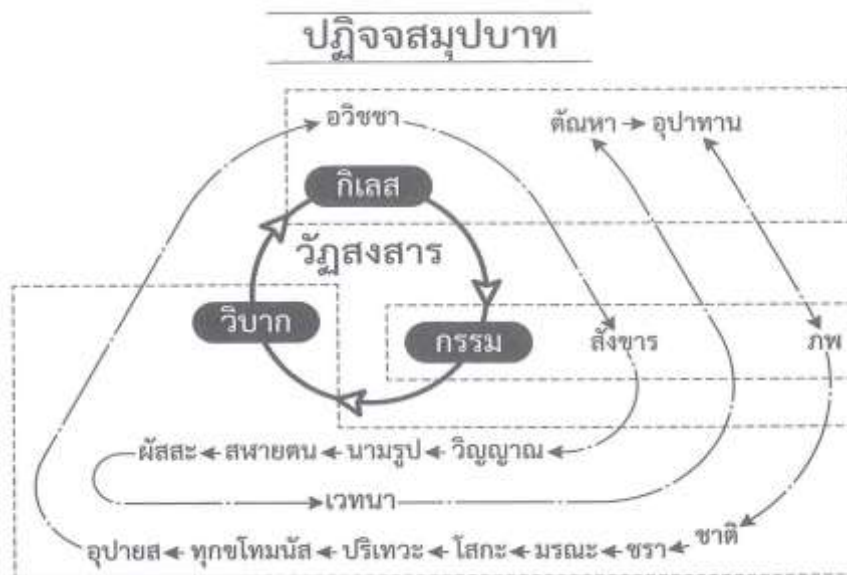 ปฏิจจสมุปบาท
อวิชชา
ตัณหา → อุปาทาน
กิเลส
วัฏสงสาร
วิบาก
กรรม
สังขาร
ภพ
ผัสสะ ← สฬายตน ← นามรูป ← วิญญาณ
เวทนา
ชาติ
อุปายส ← ทุกขโทมนัส ← ปริเทวะ ← โสกะ ← มรณะ ← ชรา